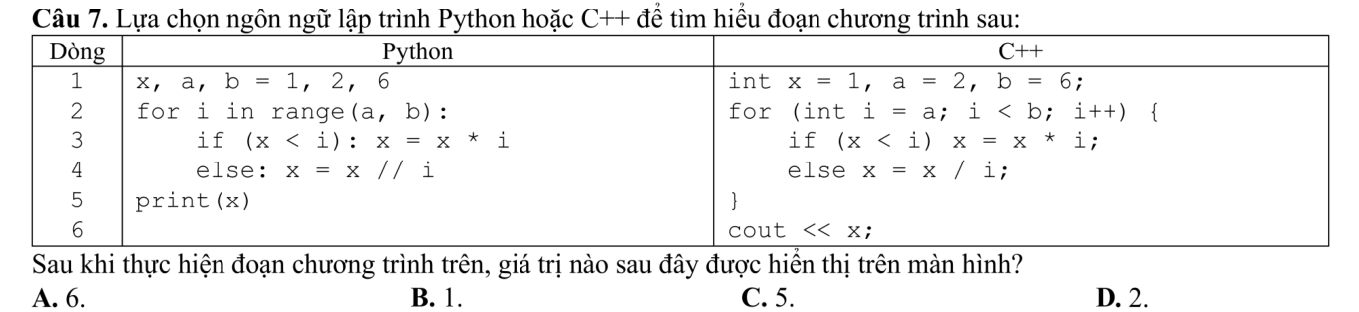 Câu 7. Lựa chọn ngôn ngữ lập trình Python hoặc C++ để tìm hiểu đoạn chương trình sau:
Dòng Python C++
1 x, a, b = 1, 2, 6 int x = 1, a = 2, b = 6;
2 for i in range(a, b): for (int i = a; i < b; i++) {
3 if (x < i): x = x * i if (x < i) x = x * i;
4 else: x = x // i else x = x / i;
5 print(x) }
6 cout << x;
Sau khi thực hiện đoạn chương trình trên, giá trị nào sau đây được hiển thị trên màn hình?
A. 6. B. 1. C. 5. D. 2.